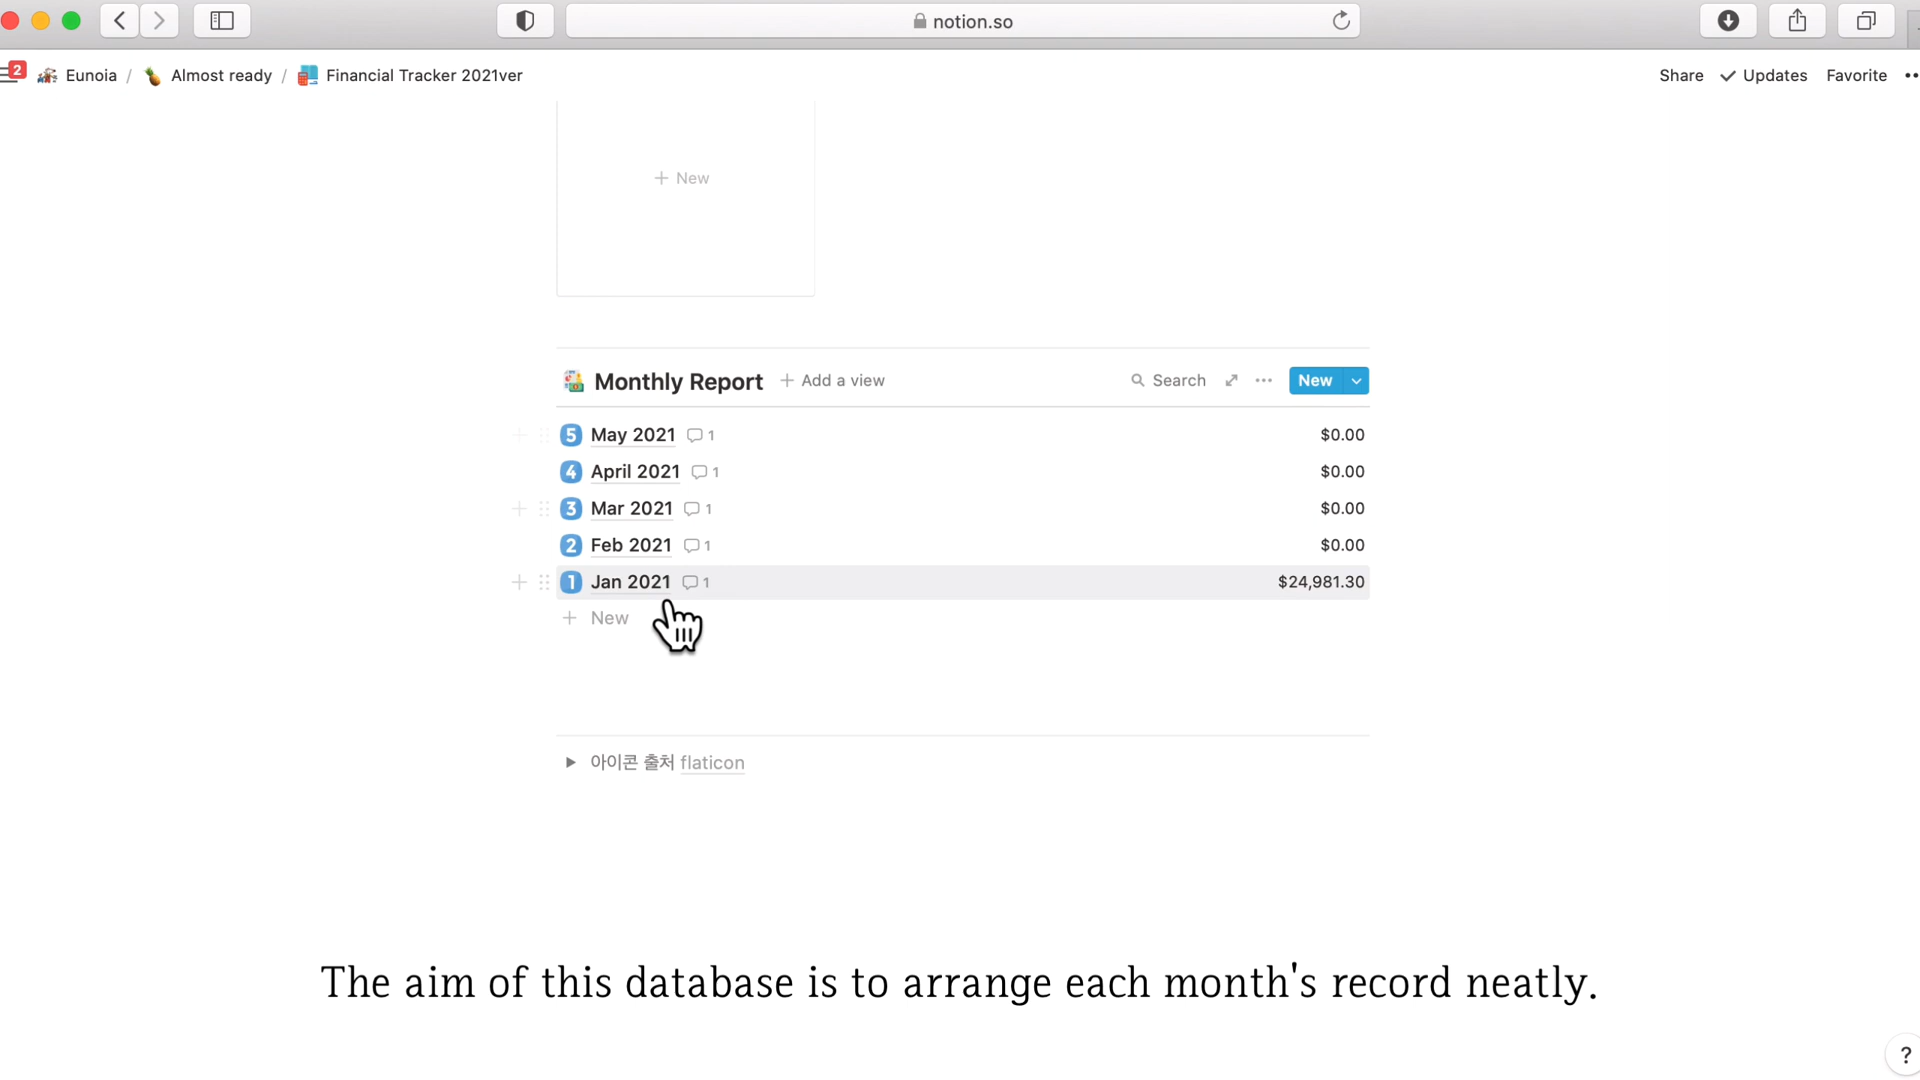 notion.so
2 Eunoia / Almost ready / Financial Tracker 2021ver Share Updates Favorite
New
Monthly Report Add a view Search New
5 May 2021 1 $0.00
4 April 2021 1 $0.00
3 Mar 2021 1 $0.00
2 Feb 2021 1 $0.00
1 Jan 2021 1 $24,981.30
New
아이콘 출처 flaticon
The aim of this database is to arrange each month's record neatly.
?